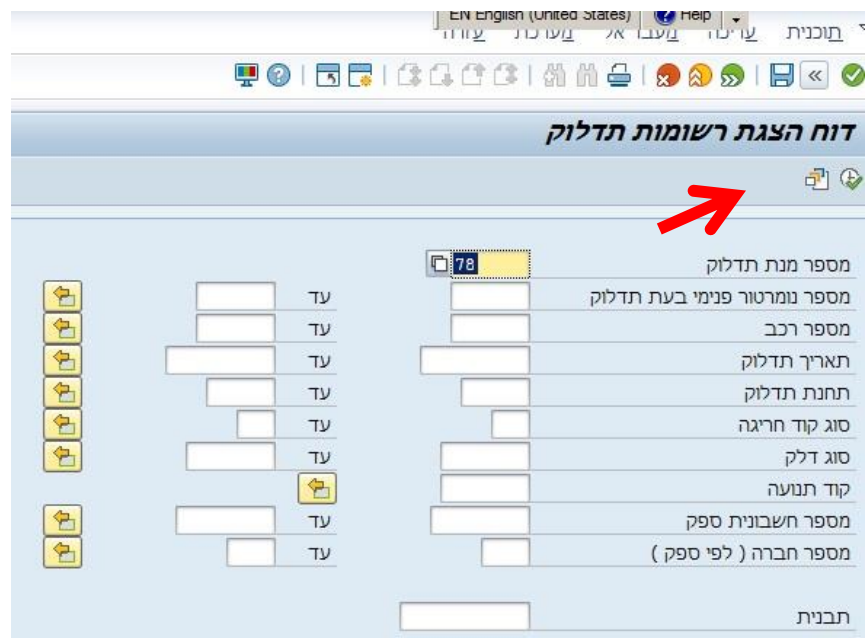 EN English (United States) Help
תוכנית עריכה מעבר אל מערכת עזרה
דוח הצגת רשומות תדלוק
מספר מנת תדלוק 78
מספר נומרטור פנימי בעת תדלוק עד
מספר רכב עד
תאריך תדלוק עד
תחנת תדלוק עד
סוג קוד חריגה עד
סוג דלק עד
קוד תנועה
מספר חשבונית ספק עד
מספר חברה ( לפי ספק ) עד
תבנית